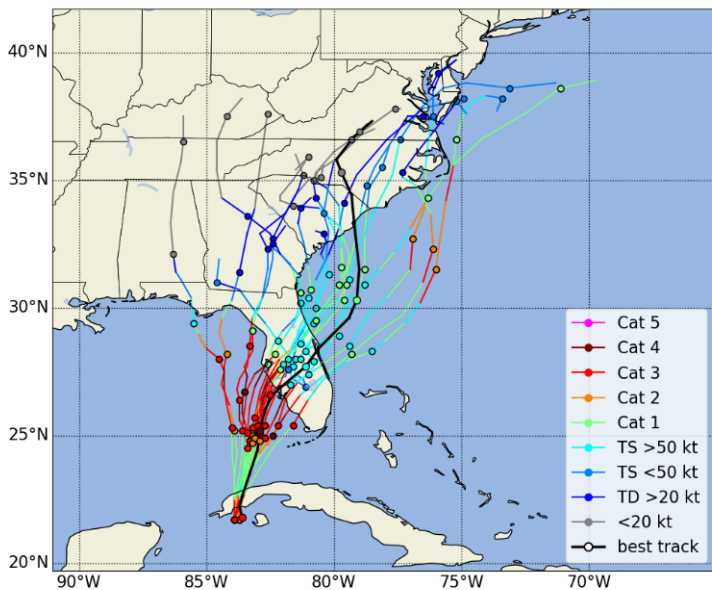 40°N
35°N
30°N
25°N
20°N
90°W
85°W
80°W
75°W
70°W
Cat 5
Cat 4
Cat 3
Cat 2
Cat 1
TS >50 kt
TS <50 kt
TD >20 kt
<20 kt
best track